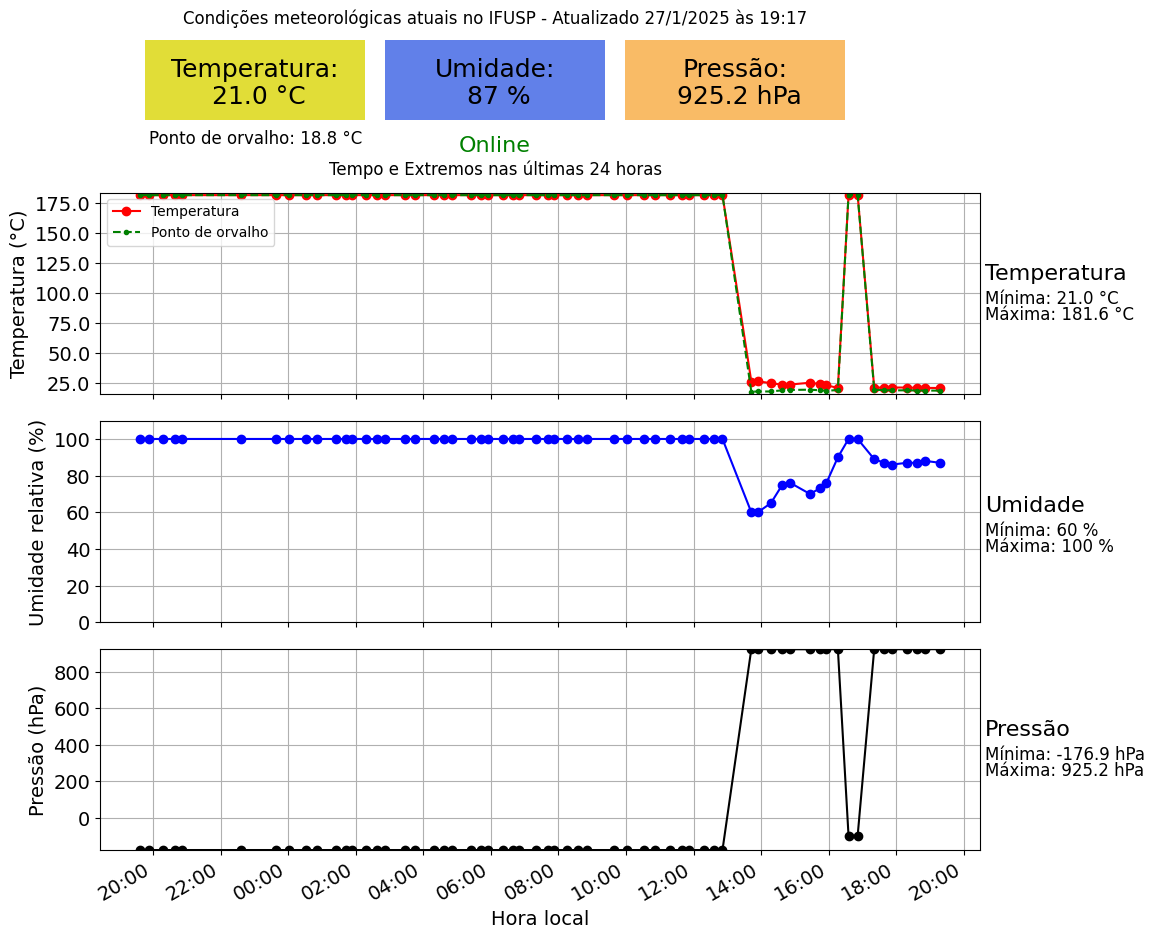 Condições meteorológicas atuais no IFUSP - Atualizado 27/1/2025 às 19:17
Temperatura:
21.0 °C
Umidade:
87 %
Pressão:
925.2 hPa
Ponto de orvalho: 18.8 °C
Online
Tempo e Extremos nas últimas 24 horas
Temperatura (°C)
175.0
150.0
125.0
100.0
75.0
50.0
25.0
Temperatura
Ponto de orvalho
Temperatura
Mínima: 21.0 °C
Máxima: 181.6 °C
Umidade relativa (%)
100
80
60
40
20
0
Umidade
Mínima: 60 %
Máxima: 100 %
Pressão (hPa)
800
600
400
200
0
Pressão
Mínima: -176.9 hPa
Máxima: 925.2 hPa
20:00 22:00 00:00 02:00 04:00 06:00 08:00 10:00 12:00 14:00 16:00 18:00 20:00
Hora local